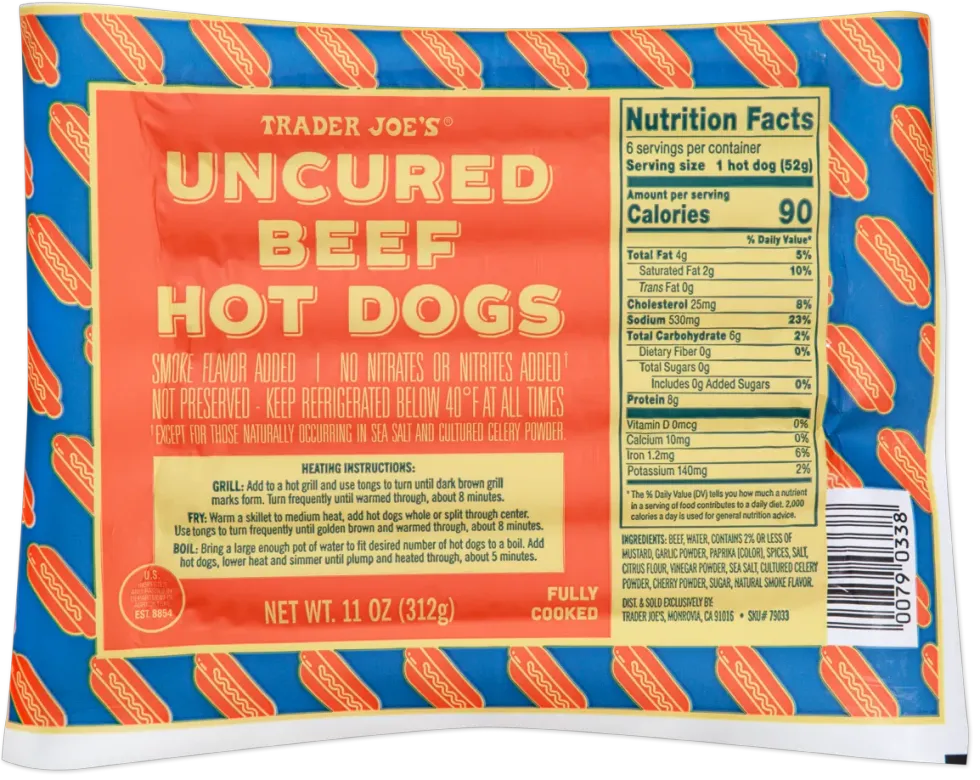 TRADER JOE'S®
UNCURED
BEEF
HOT DOGS
SMOKE FLAVOR ADDED | NO NITRATES OR NITRITES ADDED†
NOT PRESERVED - KEEP REFRIGERATED BELOW 40°F AT ALL TIMES
†EXCEPT FOR THOSE NATURALLY OCCURRING IN SEA SALT AND CULTURED CELERY POWDER.
HEATING INSTRUCTIONS:
GRILL: Add to a hot grill and use tongs to turn until dark brown grill
marks form. Turn frequently until warmed through, about 8 minutes.
FRY: Warm a skillet to medium heat, add hot dogs whole or split through center.
Use tongs to turn frequently until golden brown and warmed through, about 8 minutes.
BOIL: Bring a large enough pot of water to fit desired number of hot dogs to a boil. Add
hot dogs, lower heat and simmer until plump and heated through, about 5 minutes.
U.S.
EST. 8854
NET WT. 11 OZ (312g)
FULLY
COOKED
Nutrition Facts
6 servings per container
Serving size 1 hot dog (52g)
Amount per serving
Calories 90
% Daily Value*
Total Fat 4g 5%
Saturated Fat 2g 10%
Trans Fat 0g
Cholesterol 25mg 8%
Sodium 530mg 23%
Total Carbohydrate 6g 2%
Dietary Fiber 0g 0%
Total Sugars 0g
Includes 0g Added Sugars 0%
Protein 8g
Vitamin D 0mcg 0%
Calcium 10mg 0%
Iron 1.2mg 6%
Potassium 140mg 2%
*The % Daily Value (DV) tells you how much a nutrient
in a serving of food contributes to a daily diet. 2,000
calories a day is used for general nutrition advice.
INGREDIENTS: BEEF, WATER, CONTAINS 2% OR LESS OF
MUSTARD, GARLIC POWDER, PAPRIKA (COLOR), SPICES, SALT,
CITRUS FLOUR, VINEGAR POWDER, SEA SALT, CULTURED CELERY
POWDER, CHERRY POWDER, SUGAR, NATURAL SMOKE FLAVOR.
DIST. & SOLD EXCLUSIVELY BY:
TRADER JOE'S, MONROVIA, CA 91016 • SKU# 79033
0079 0338